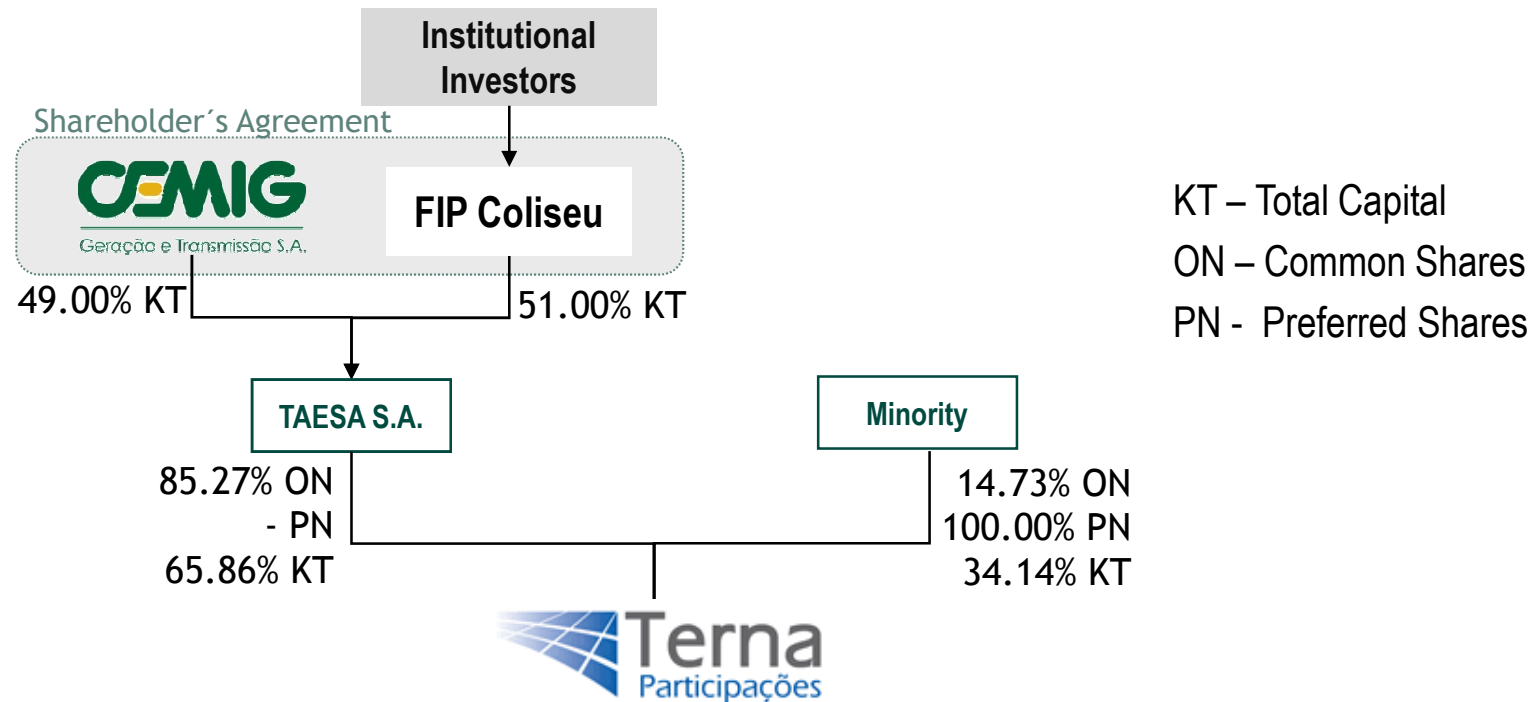 Institutional
Investors
Shareholder´s Agreement
CEMIG
Geração e Transmissão S.A.
FIP Coliseu
49.00% KT
51.00% KT
KT – Total Capital
ON – Common Shares
PN - Preferred Shares
TAESA S.A.
Minority
85.27% ON
- PN
65.86% KT
14.73% ON
100.00% PN
34.14% KT
Terna
Participações